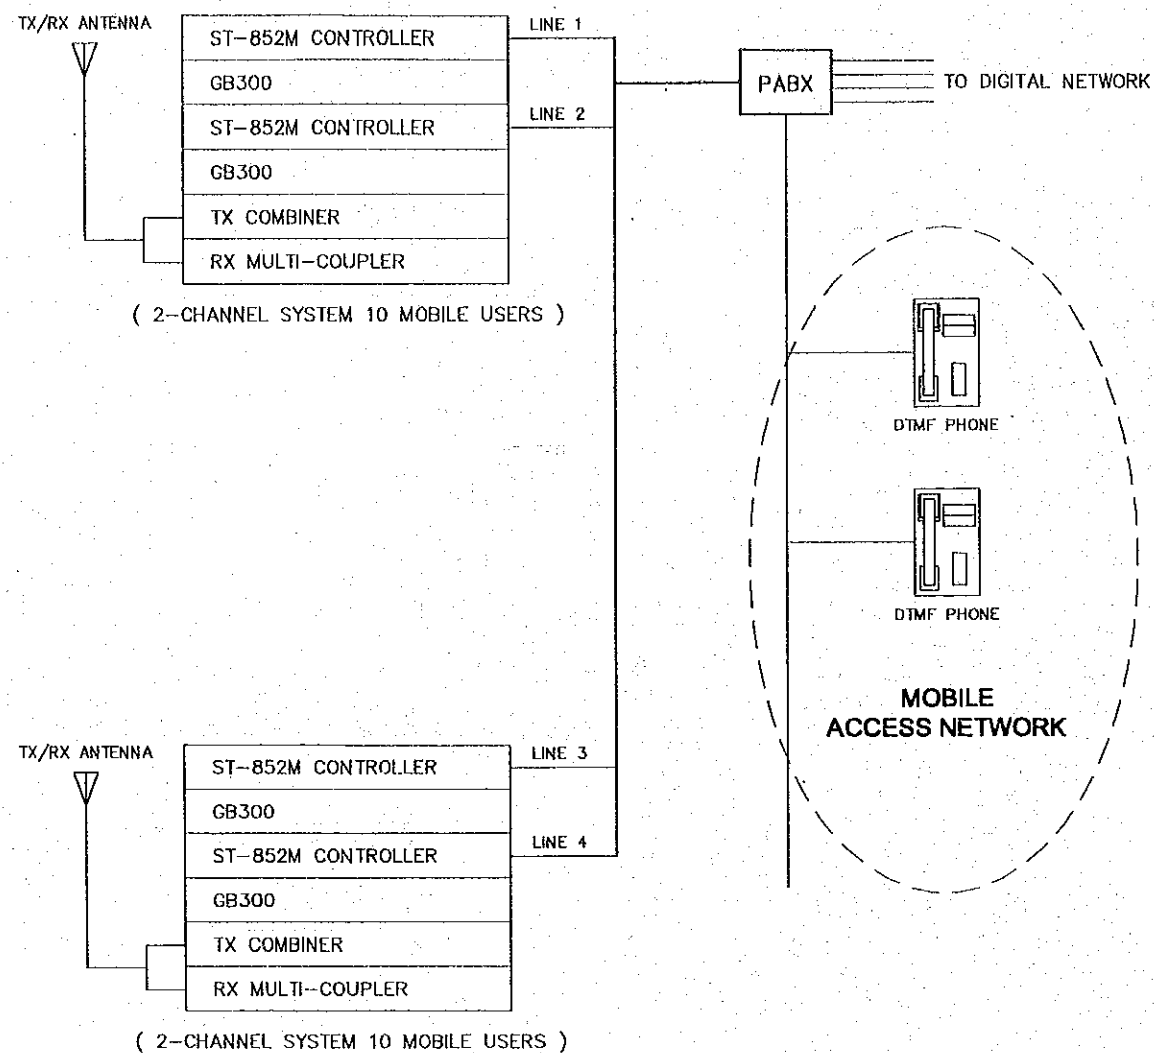 TX/RX ANTENNA
ST-852M CONTROLLER
LINE 1
GB300
ST-852M CONTROLLER
LINE 2
GB300
TX COMBINER
RX MULTI-COUPLER
( 2-CHANNEL SYSTEM 10 MOBILE USERS )
PABX
TO DIGITAL NETWORK
DTMF PHONE
DTMF PHONE
MOBILE
ACCESS NETWORK
TX/RX ANTENNA
ST-852M CONTROLLER
LINE 3
GB300
ST-852M CONTROLLER
LINE 4
GB300
TX COMBINER
RX MULTI-COUPLER
( 2-CHANNEL SYSTEM 10 MOBILE USERS )